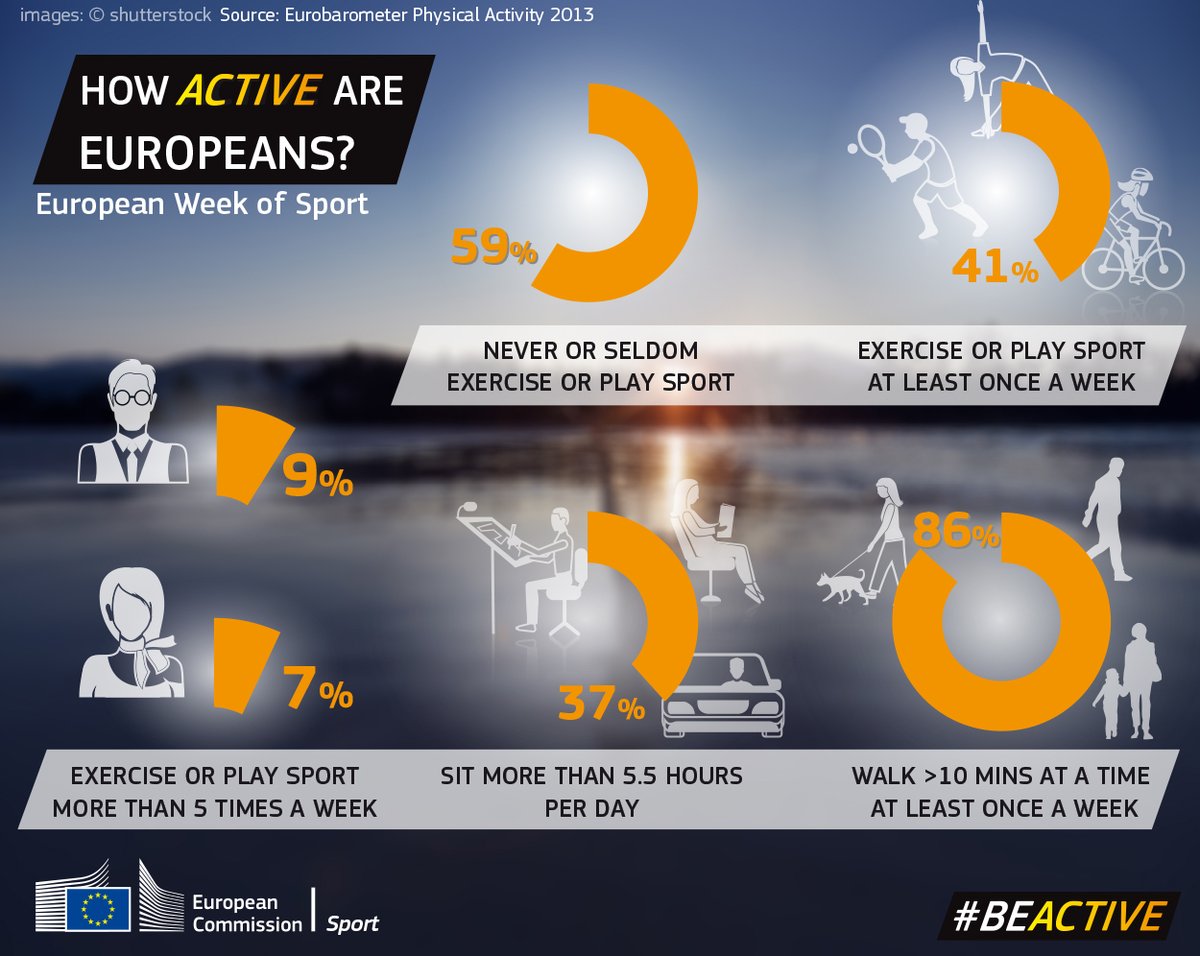 images: © shutterstock Source: Eurobarometer Physical Activity 2013
HOW ACTIVE ARE
EUROPEANS?
European Week of Sport
59%
41%
NEVER OR SELDOM
EXERCISE OR PLAY SPORT
EXERCISE OR PLAY SPORT
AT LEAST ONCE A WEEK
9%
7%
37%
86%
EXERCISE OR PLAY SPORT
MORE THAN 5 TIMES A WEEK
SIT MORE THAN 5.5 HOURS
PER DAY
WALK >10 MINS AT A TIME
AT LEAST ONCE A WEEK
European
Commission
Sport
#BEACTIVE